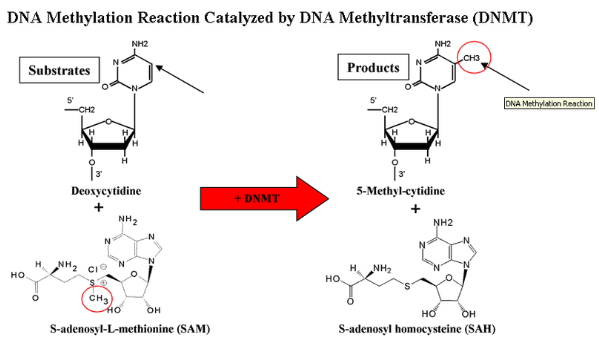 DNA Methylation Reaction Catalyzed by DNA Methyltransferase (DNMT)
Substrates
NH2
N
O
N
5'
CH2
O
H H
H H
O H
3'
Deoxycytidine
+
NH2
N N
N N
Cl ⊖
H NH2
HO
S ⊕
O
CH3
O
HO OH
S-adenosyl-L-methionine (SAM)
+ DNMT
Products
NH2
CH3
N
O
N
DNA Methylation Reaction
5'
CH2
O
H H
H H
O H
3'
5-Methyl-cytidine
+
NH2
N N
N N
H NH2
HO
S
O
O
HO OH
S-adenosyl homocysteine (SAH)